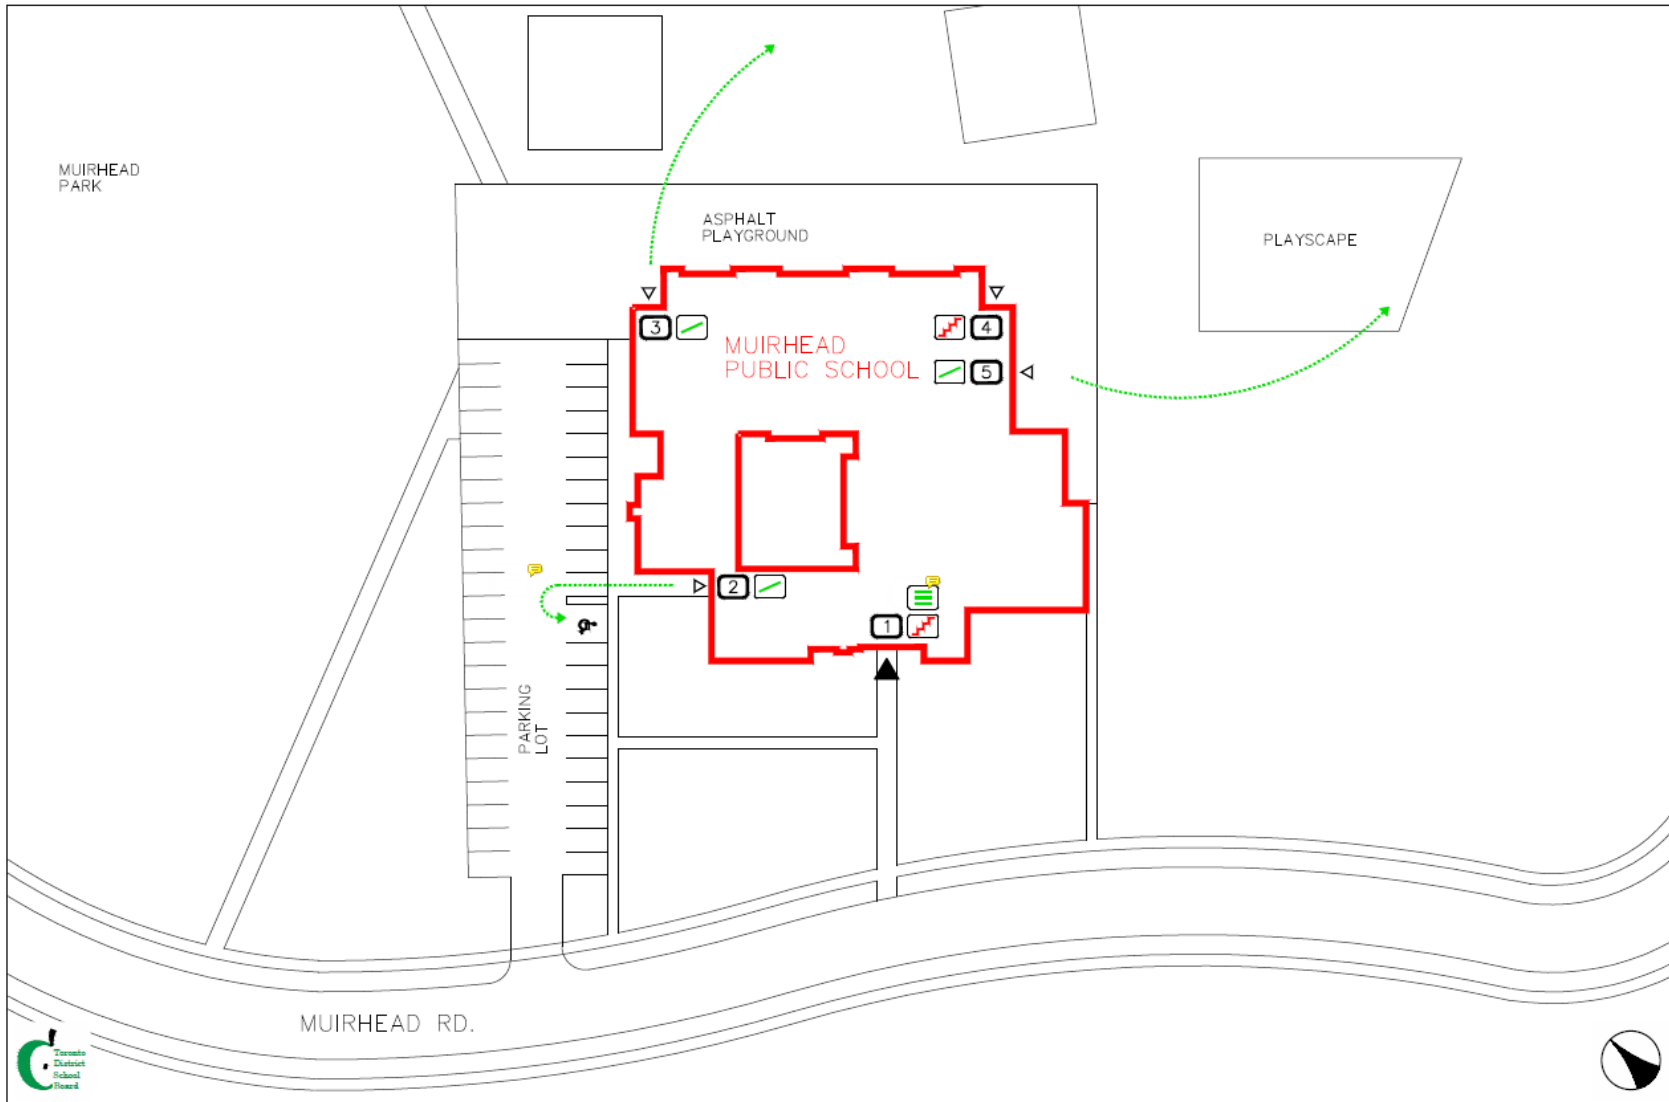 MUIRHEAD
PARK
ASPHALT
PLAYGROUND
PLAYSCAPE
3
4
MUIRHEAD
PUBLIC SCHOOL
5
2
1
PARKING
LOT
MUIRHEAD RD.
Toronto
District
School
Board